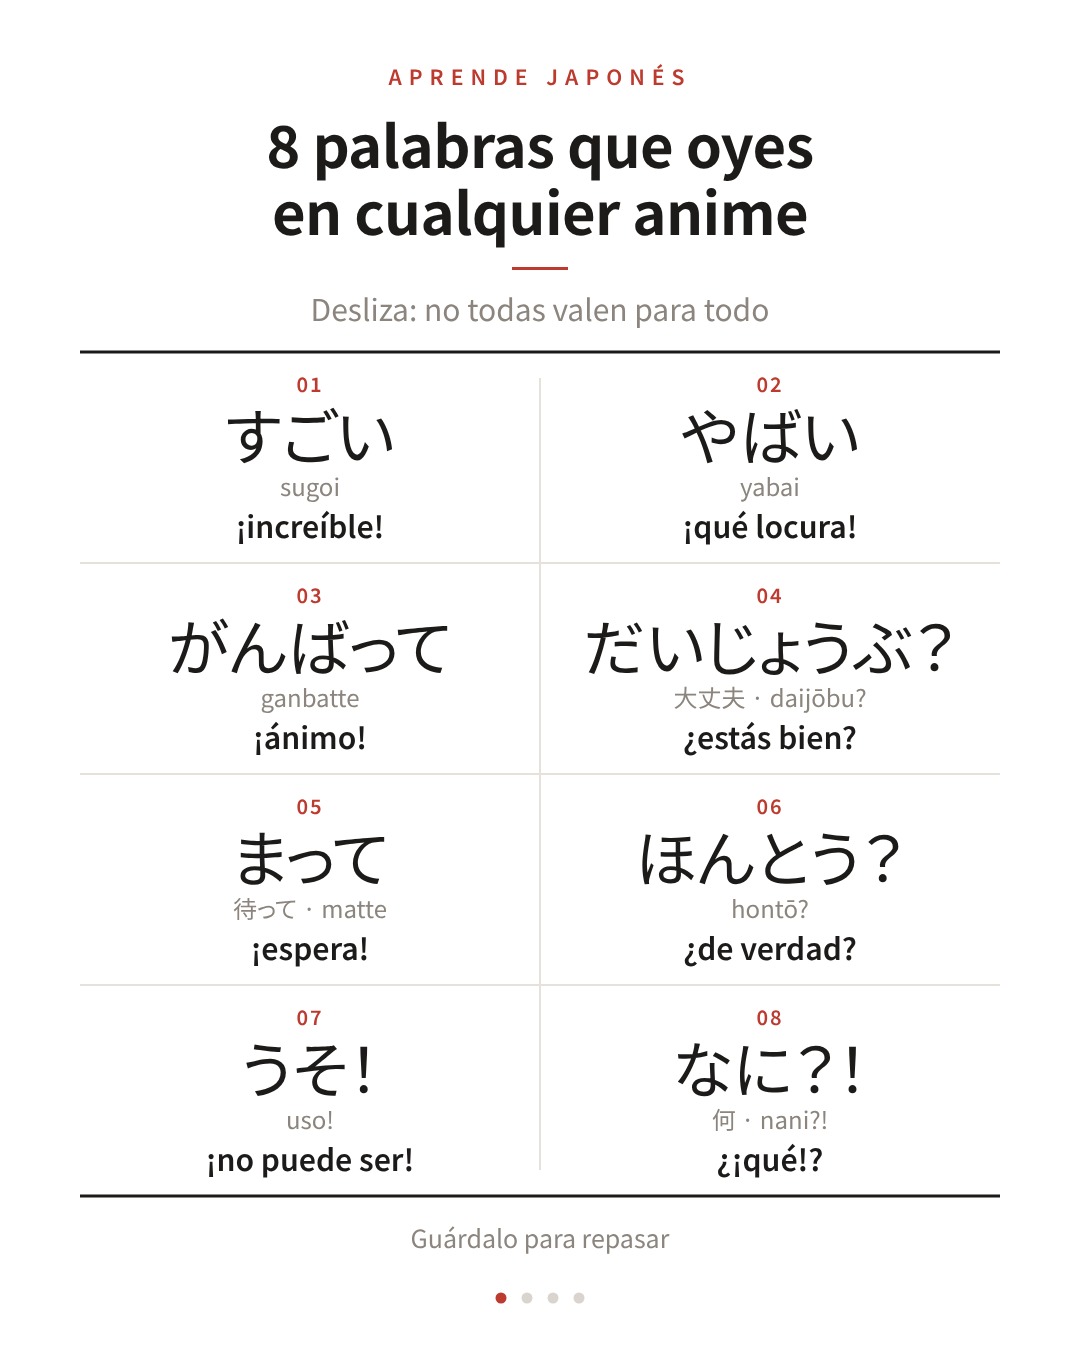 APRENDE JAPONÉS
8 palabras que oyes
en cualquier anime
Desliza: no todas valen para todo
01
すごい
sugoi
¡increíble!
02
やばい
yabai
¡qué locura!
03
がんばって
ganbatte
¡ánimo!
04
だいじょうぶ？
大丈夫 · daijōbu?
¿estás bien?
05
まって
待って · matte
¡espera!
06
ほんとう？
hontō?
¿de verdad?
07
うそ！
uso!
¡no puede ser!
08
なに？！
何 · nani?!
¿¡qué!?
Guárdalo para repasar